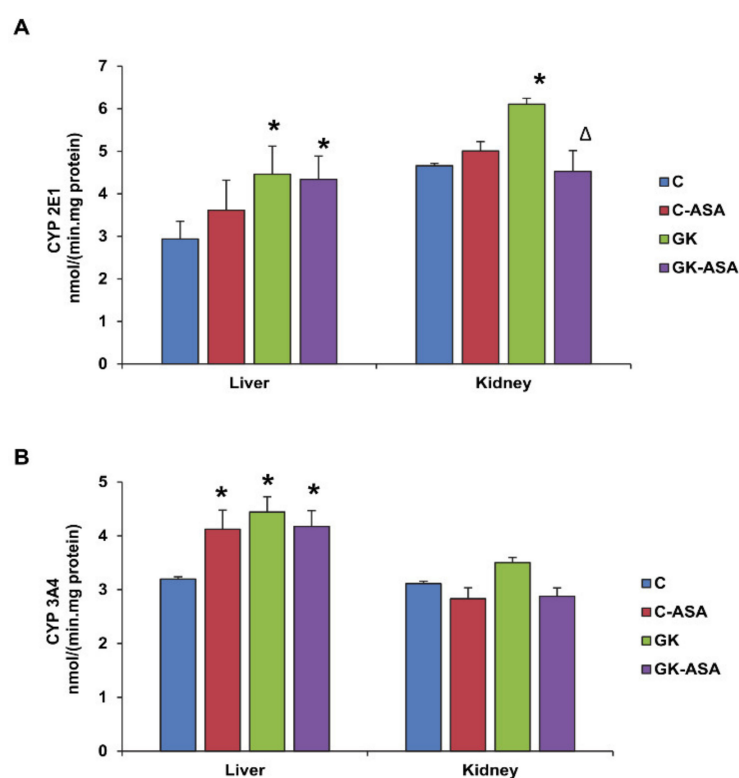 A
CYP 2E1
nmol/(min.mg protein)
7
6
5
4
3
2
1
0
*
*
*
Δ
Liver
Kidney
C
C-ASA
GK
GK-ASA
B
CYP 3A4
nmol/(min.mg protein)
5
4
3
2
1
0
*
*
*
Liver
Kidney
C
C-ASA
GK
GK-ASA